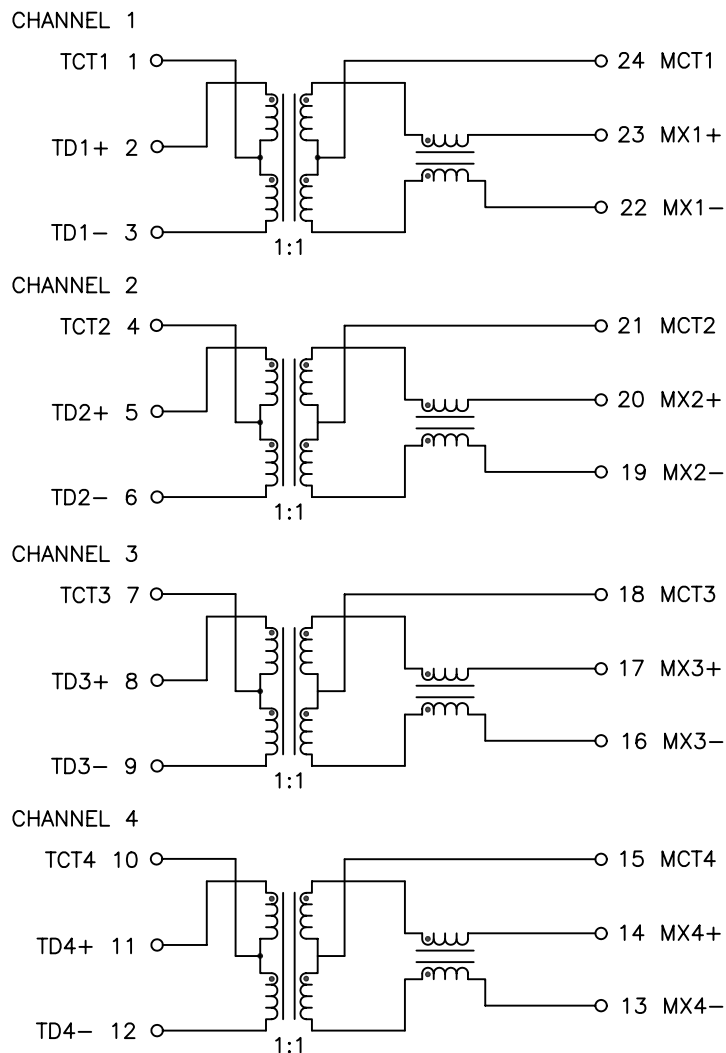 CHANNEL 1
TCT1 1
24 MCT1
TD1+ 2
23 MX1+
22 MX1−
TD1− 3
1:1
CHANNEL 2
TCT2 4
21 MCT2
TD2+ 5
20 MX2+
19 MX2−
TD2− 6
1:1
CHANNEL 3
TCT3 7
18 MCT3
TD3+ 8
17 MX3+
16 MX3−
TD3− 9
1:1
CHANNEL 4
TCT4 10
15 MCT4
TD4+ 11
14 MX4+
13 MX4−
TD4− 12
1:1